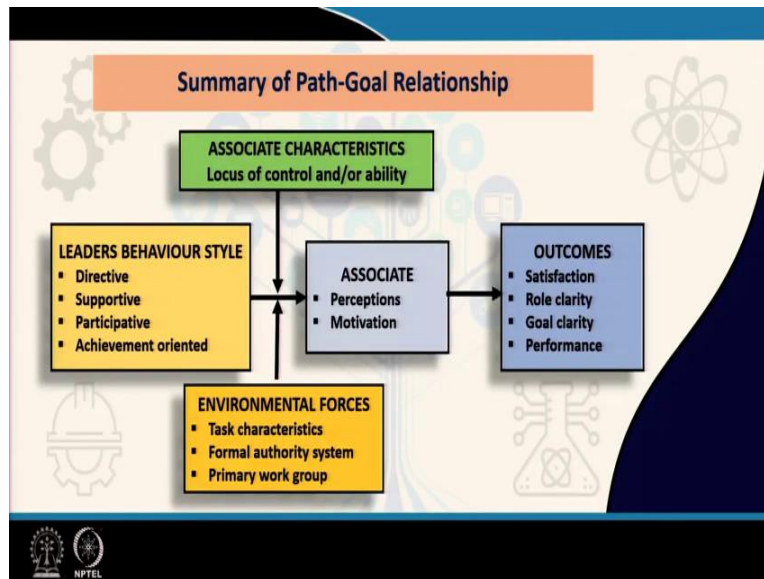 Summary of Path-Goal Relationship
ASSOCIATE CHARACTERISTICS
Locus of control and/or ability
LEADERS BEHAVIOUR STYLE
▪ Directive
▪ Supportive
▪ Participative
▪ Achievement oriented
ASSOCIATE
▪ Perceptions
▪ Motivation
OUTCOMES
▪ Satisfaction
▪ Role clarity
▪ Goal clarity
▪ Performance
ENVIRONMENTAL FORCES
▪ Task characteristics
▪ Formal authority system
▪ Primary work group
NPTEL